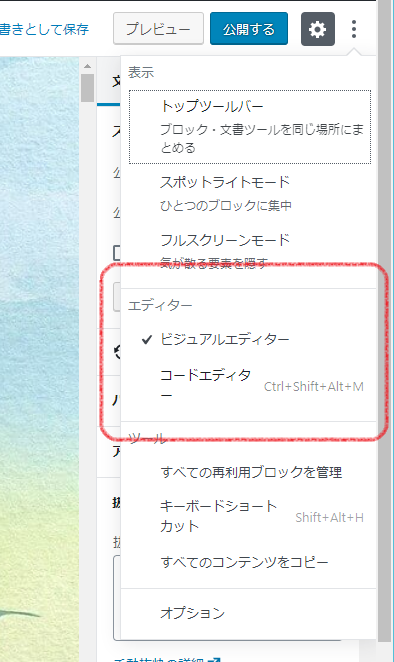 書きとして保存
プレビュー
公開する
表示
トップツールバー
ブロック・文書ツールを同じ場所にま
とめる
スポットライトモード
ひとつのブロックに集中
フルスクリーンモード
気が散る要素を隠す
エディター
ビジュアルエディター
コードエディタ
ー
Ctrl+Shift+Alt+M
ツール
すべての再利用ブロックを管理
キーボードショート
カット
Shift+Alt+H
すべてのコンテンツをコピー
オプション